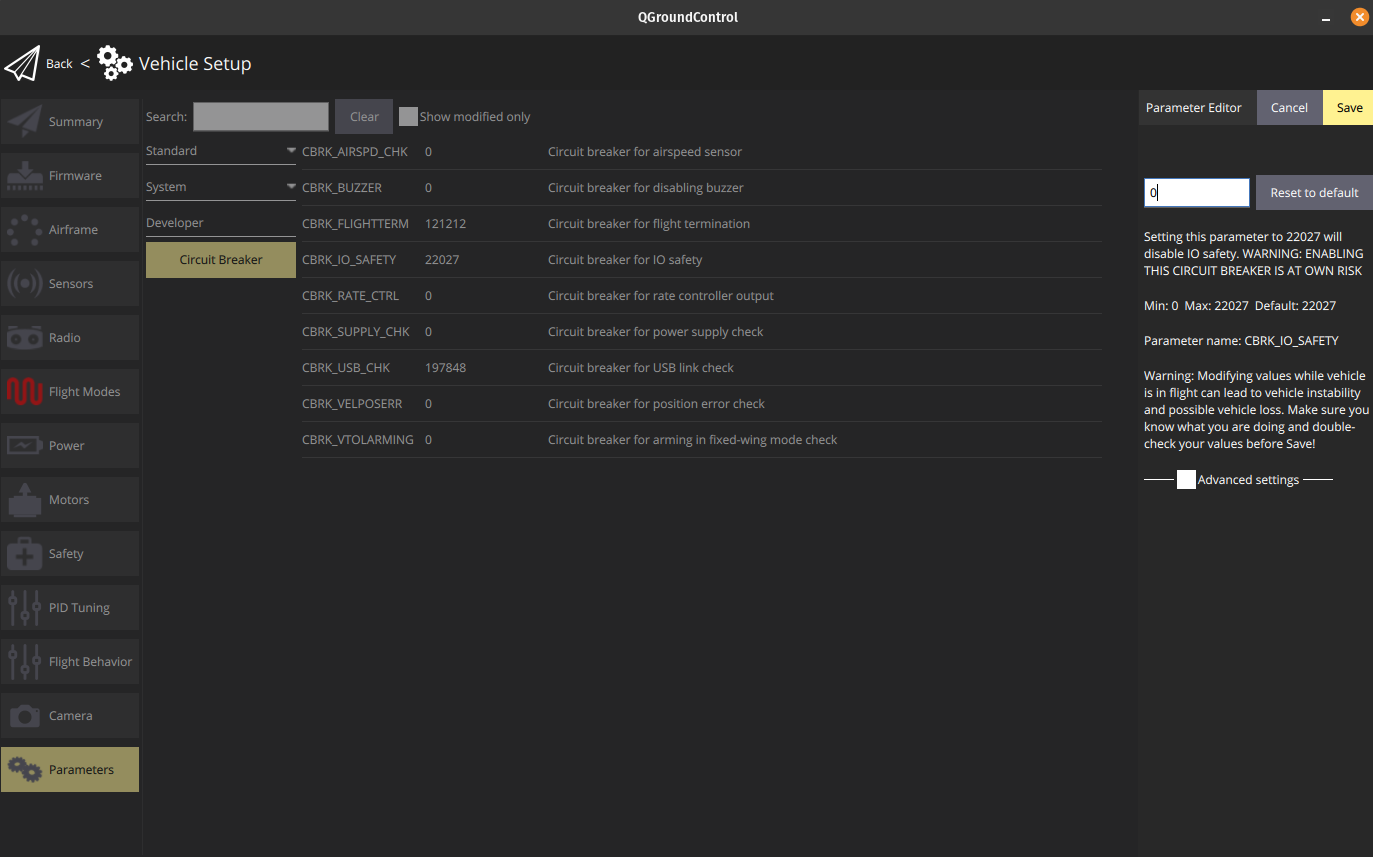 QGroundControl
Back < Vehicle Setup
Summary
Firmware
Airframe
Sensors
Radio
Flight Modes
Power
Motors
Safety
PID Tuning
Flight Behavior
Camera
Parameters
Search: Clear Show modified only
Standard
System
Developer
Circuit Breaker
CBRK_AIRSPD_CHK 0 Circuit breaker for airspeed sensor
CBRK_BUZZER 0 Circuit breaker for disabling buzzer
CBRK_FLIGHTTERM 121212 Circuit breaker for flight termination
CBRK_IO_SAFETY 22027 Circuit breaker for IO safety
CBRK_RATE_CTRL 0 Circuit breaker for rate controller output
CBRK_SUPPLY_CHK 0 Circuit breaker for power supply check
CBRK_USB_CHK 197848 Circuit breaker for USB link check
CBRK_VELPOSERR 0 Circuit breaker for position error check
CBRK_VTOLARMING 0 Circuit breaker for arming in fixed-wing mode check
Parameter Editor Cancel Save
0 Reset to default
Setting this parameter to 22027 will
disable IO safety. WARNING: ENABLING
THIS CIRCUIT BREAKER IS AT OWN RISK
Min: 0 Max: 22027 Default: 22027
Parameter name: CBRK_IO_SAFETY
Warning: Modifying values while vehicle
is in flight can lead to vehicle instability
and possible vehicle loss. Make sure you
know what you are doing and double-
check your values before Save!
Advanced settings